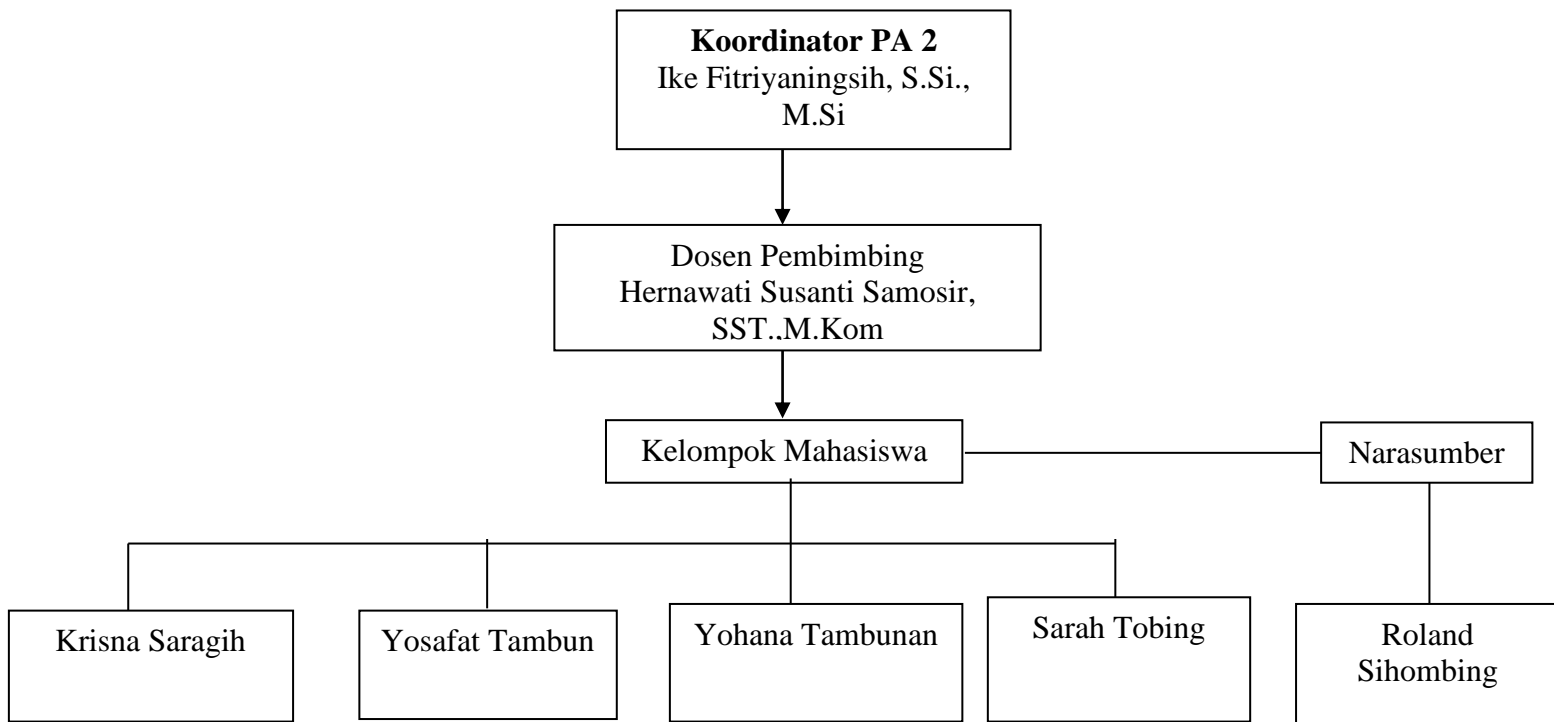 Koordinator PA 2
Ike Fitriyaningsih, S.Si.,
M.Si
Dosen Pembimbing
Hernawati Susanti Samosir,
SST.,M.Kom
Kelompok Mahasiswa
Narasumber
Krisna Saragih
Yosafat Tambun
Yohana Tambunan
Sarah Tobing
Roland
Sihombing